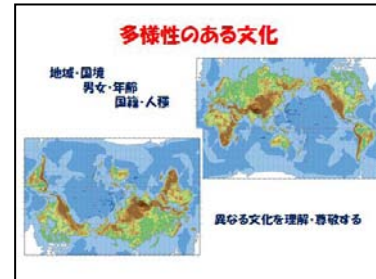 多様性のある文化
地域・国境
男女・年齢
国籍・人種
異なる文化を理解・尊敬する